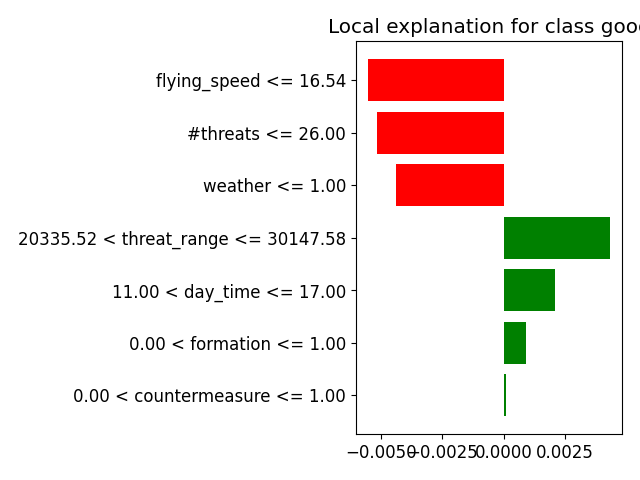 Local explanation for class goo
flying_speed <= 16.54
#threats <= 26.00
weather <= 1.00
20335.52 < threat_range <= 30147.58
11.00 < day_time <= 17.00
0.00 < formation <= 1.00
0.00 < countermeasure <= 1.00
−0.0050 −0.0025 0.0000 0.0025